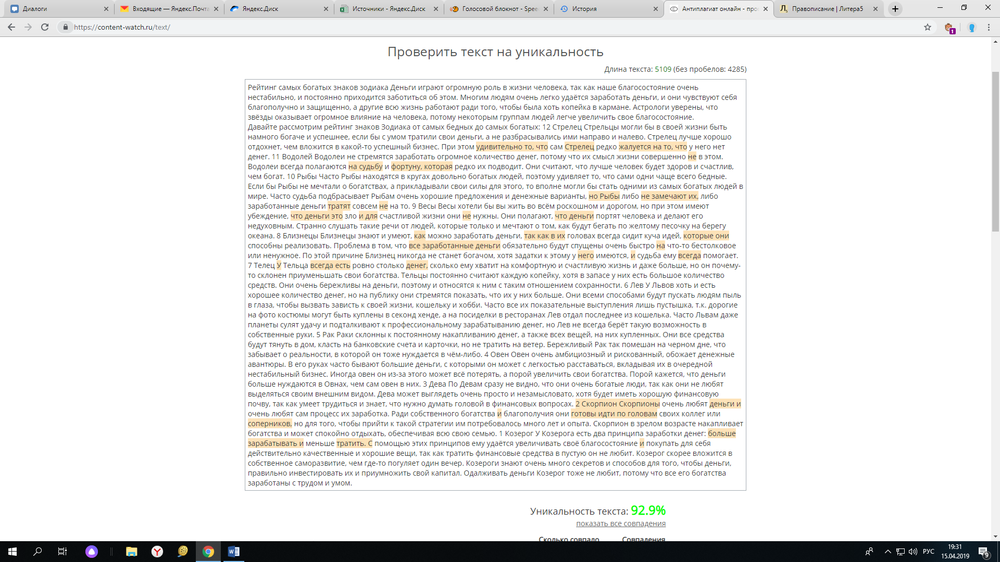 Диалоги
Входящие — Яндекс.Почта
Яндекс.Диск
Источники - Яндекс.Диск
Голосовой блокнот - Spee
История
Антиплагиат онлайн - про
Правописание | Литера5
https://content-watch.ru/text/
1
Проверить текст на уникальность
Длина текста: 5109 (без пробелов: 4285)
Рейтинг самых богатых знаков зодиака Деньги играют огромную роль в жизни человека, так как наше благосостояние очень
нестабильно, и постоянно приходится заботиться об этом. Многим людям очень легко удаётся заработать деньги, и они чувствуют себя
благополучно и защищенно, а другие всю жизнь работают ради того, чтобы была хоть копейка в кармане. Астрологи уверены, что
звёзды оказывает огромное влияние на человека, потому некоторым группам людей легче увеличить свое благосостояние.
Давайте рассмотрим рейтинг знаков Зодиака от самых бедных до самых богатых: 12 Стрелец Стрельцы могли бы в своей жизни быть
намного богаче и успешнее, если бы с умом тратили свои деньги, а не разбрасывались ими направо и налево. Стрелец лучше хорошо
отдохнет, чем вложится в какой-то успешный бизнес. При этом удивительно то, что сам Стрелец редко жалуется на то, что у него нет
денег. 11 Водолей Водолеи не стремятся заработать огромное количество денег, потому что их смысл жизни совершенно не в этом.
Водолеи всегда полагаются на судьбу и фортуну, которая редко их подводит. Они считают, что лучше человек будет здоров и счастлив,
чем богат. 10 Рыбы Часто Рыбы находятся в кругах довольно богатых людей, поэтому удивляет то, что сами одни чаще всего бедные.
Если бы Рыбы не мечтали о богатствах, а прикладывали свои силы для этого, то вполне могли бы стать одними из самых богатых людей в
мире. Часто судьба подбрасывает Рыбам очень хорошие предложения и денежные варианты, но Рыбы либо не замечают их, либо
заработанные деньги тратят совсем не на то. 9 Весы Весы хотели бы вы жить во всём роскошном и дорогом, но при этом имеют
убеждение, что деньги это зло и для счастливой жизни они не нужны. Они полагают, что деньги портят человека и делают его
недуховным. Странно слушать такие речи от людей, которые только и мечтают о том, как будут бегать по желтому песочку на берегу
океана. 8 Близнецы Близнецы знают и умеют, как можно заработать деньги, так как в их головах всегда сидит куча идей, которые они
способны реализовать. Проблема в том, что все заработанные деньги обязательно будут спущены очень быстро на что-то бестолковое
или ненужное. По этой причине Близнец никогда не станет богачом, хотя задатки к этому у него имеются, и судьба ему всегда помогает.
7 Телец У Тельца всегда есть ровно столько денег, сколько ему хватит на комфортную и счастливую жизнь и даже больше, но он почему-
то склонен приуменьшать свои богатства. Тельцы постоянно считают каждую копейку, хотя в запасе у них есть большое количество
средств. Они очень бережливы на деньги, поэтому и относятся к ним с таким отношением сохранности. 6 Лев У Львов хоть и есть
хорошее количество денег, но на публику они стремятся показать, что их у них больше. Они всеми способами будут пускать людям пыль
в глаза, чтобы вызвать зависть к своей жизни, кошельку и хобби. Часто все их показательные выступления лишь пустышка, т.к. дорогие
на фото костюмы могут быть куплены в секонд хенде, а на посиделки в ресторанах Лев отдал последнее из кошелька. Часто Львам даже
планеты сулят удачу и подталкивают к профессиональному зарабатыванию денег, но Лев не всегда берёт такую возможность в
собственные руки. 5 Рак Раки склонны к постоянному накапливанию денег, а также всех вещей, на них купленных. Они все средства
будут тянуть в дом, класть на банковские счета и карточки, но не тратить на ветер. Бережливый Рак так помешан на черном дне, что
забывает о реальности, в которой он тоже нуждается в чём-либо. 4 Овен Овен очень амбициозный и рискованный, обожает денежные
авантюры. В его руках часто бывают большие деньги, с которыми он может с легкостью расставаться, вкладывая их в очередной
нестабильный бизнес. Иногда овен он из-за этого может всё потерять, а порой увеличить свои богатства. Порой кажется, что деньги
больше нуждаются в Овнах, чем сам овен в них. 3 Дева По Девам сразу не видно, что они очень богатые люди, так как они не любят
выделяться своим внешним видом. Дева может выглядеть очень просто и незамысловато, хотя будет иметь хорошую финансовую
почву, так как умеет трудиться и знает, что нужно думать головой в финансовых вопросах. 2 Скорпион Скорпионы очень любят деньги и
очень любят сам процесс их заработка. Ради собственного богатства и благополучия они готовы идти по головам своих коллег или
соперников, но для того, чтобы прийти к такой стратегии им потребовалось много лет и опыта. Скорпион в зрелом возрасте накапливает
богатства и может спокойно отдыхать, обеспечивая всю свою семью. 1 Козерог У Козерога есть два принципа заработки денег: больше
зарабатывать и меньше тратить. С помощью этих принципов ему удаётся увеличивать своё благосостояние и покупать для себя
действительно качественные и хорошие вещи, так как тратить финансовые средства в пустую он не любит. Козерог скорее вложится в
собственное саморазвитие, чем где-то погуляет один вечер. Козероги знают очень много секретов и способов для того, чтобы деньги,
правильно инвестировать их и приумножить свой капитал. Одалживать деньги Козерог тоже не любит, потому что все его богатства
заработаны с трудом и умом.
Уникальность текста: 92.9%
показать все совпадения
Сколько совпало Совпадения
РУС
19:31
15.04.2019
9